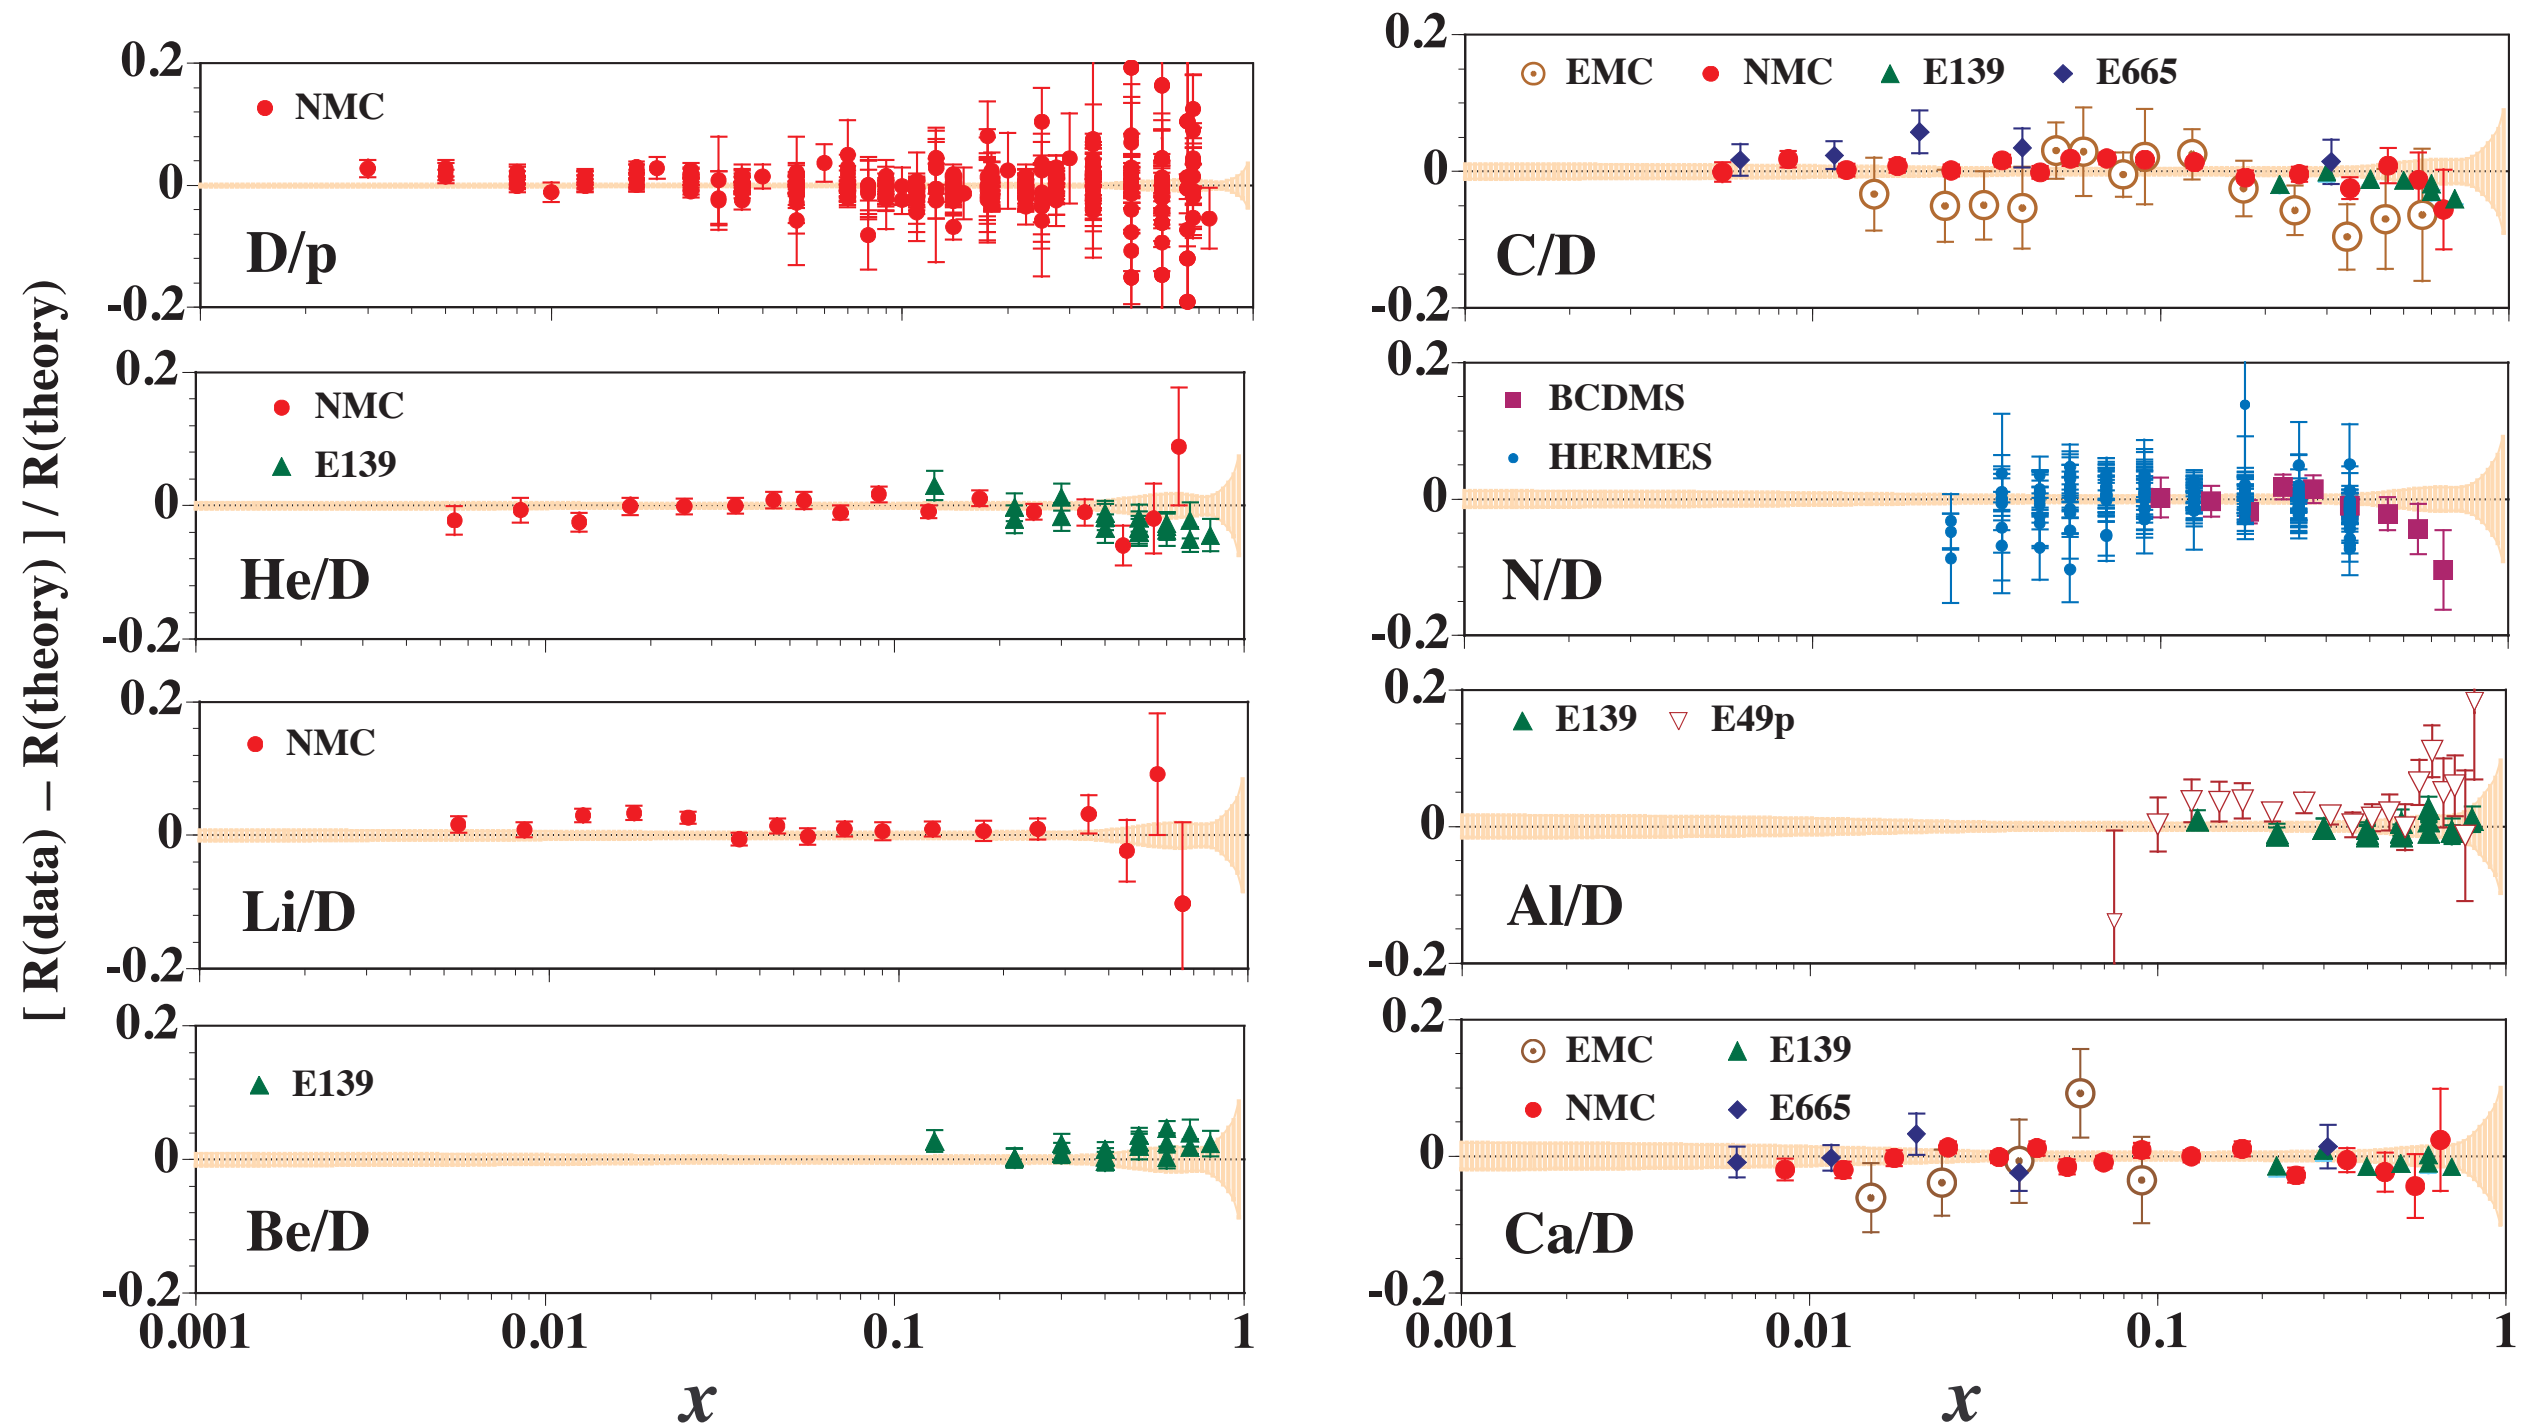 [ R(data) − R(theory) ] / R(theory)
0.2
0
-0.2
NMC
D/p
0.2
0
-0.2
NMC
E139
He/D
0.2
0
-0.2
NMC
Li/D
0.2
0
-0.2
E139
Be/D
0.001 0.01 0.1 1
x
0.2
0
-0.2
EMC NMC E139 E665
C/D
0.2
0
-0.2
BCDMS
HERMES
N/D
0.2
0
-0.2
E139 E49p
Al/D
0.2
0
-0.2
EMC E139
NMC E665
Ca/D
0.001 0.01 0.1 1
x